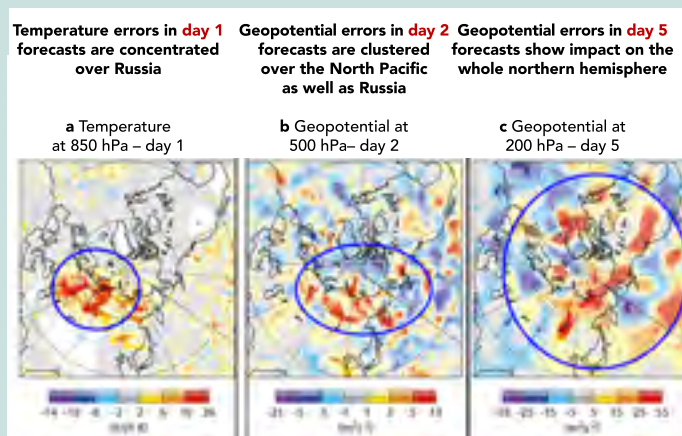 Temperature errors in day 1
forecasts are concentrated
over Russia
Geopotential errors in day 2
forecasts are clustered
over the North Pacific
as well as Russia
Geopotential errors in day 5
forecasts show impact on the
whole northern hemisphere
a Temperature
at 850 hPa – day 1
b Geopotential at
500 hPa– day 2
c Geopotential at
200 hPa – day 5